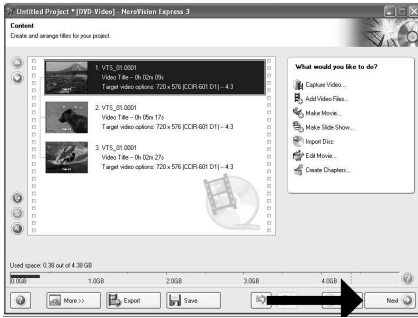 Untitled Project *[DVD-Video] - NeroVision Express 3
Content
Create and arrange titles for your project.
1. VTS_01.0001
Video Title - 0h 02m 09s
Target video options: 720 x 576 (CCIR-601 D1) - 4:3
2. VTS_01.0001
Video Title - 0h 05m 17s
Target video options: 720 x 576 (CCIR-601 D1) - 4:3
3. VTS_01.0001
Video Title - 0h 02m 27s
Target video options: 720 x 576 (CCIR-601 D1) - 4:3
What would you like to do?
Capture Video...
Add Video Files...
Make Movie...
Make Slide Show...
Import Disc
Edit Movie...
Create Chapters...
Used space: 0.38 out of 4.38 GB
0.0GB 1.0GB 2.0GB 3.0GB 4.0GB
More >> Export Save Next